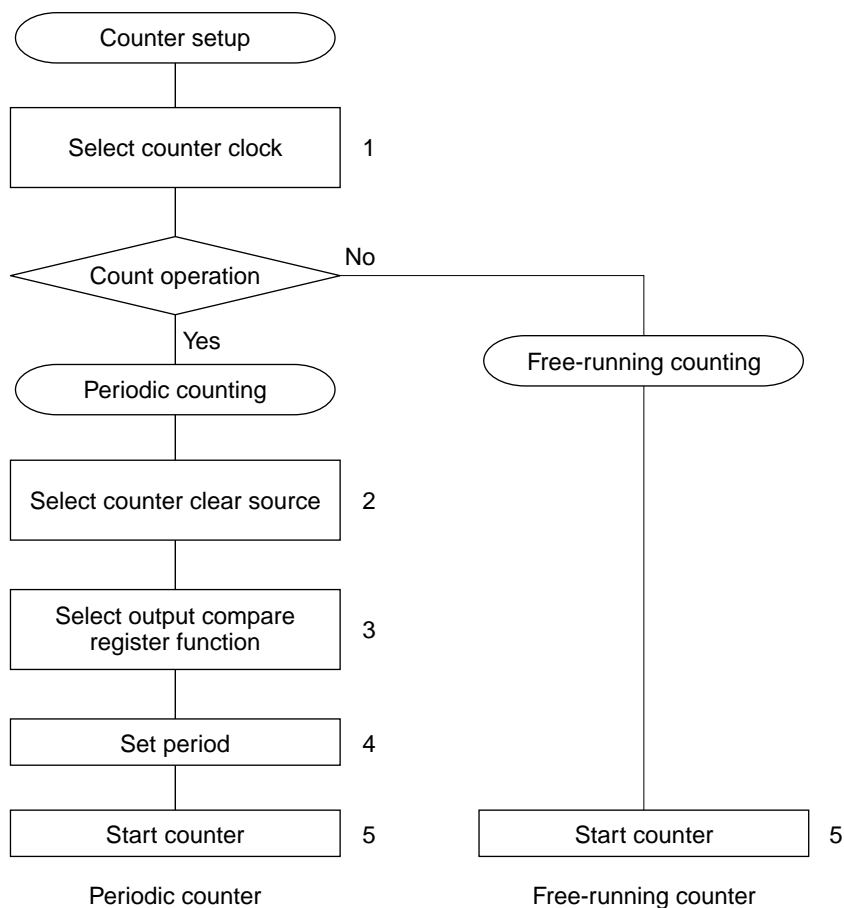 Counter setup
Select counter clock
1
Count operation
No
Yes
Free-running counting
Periodic counting
Select counter clear source
2
Select output compare
register function
3
Set period
4
Start counter
5
Start counter
5
Periodic counter
Free-running counter